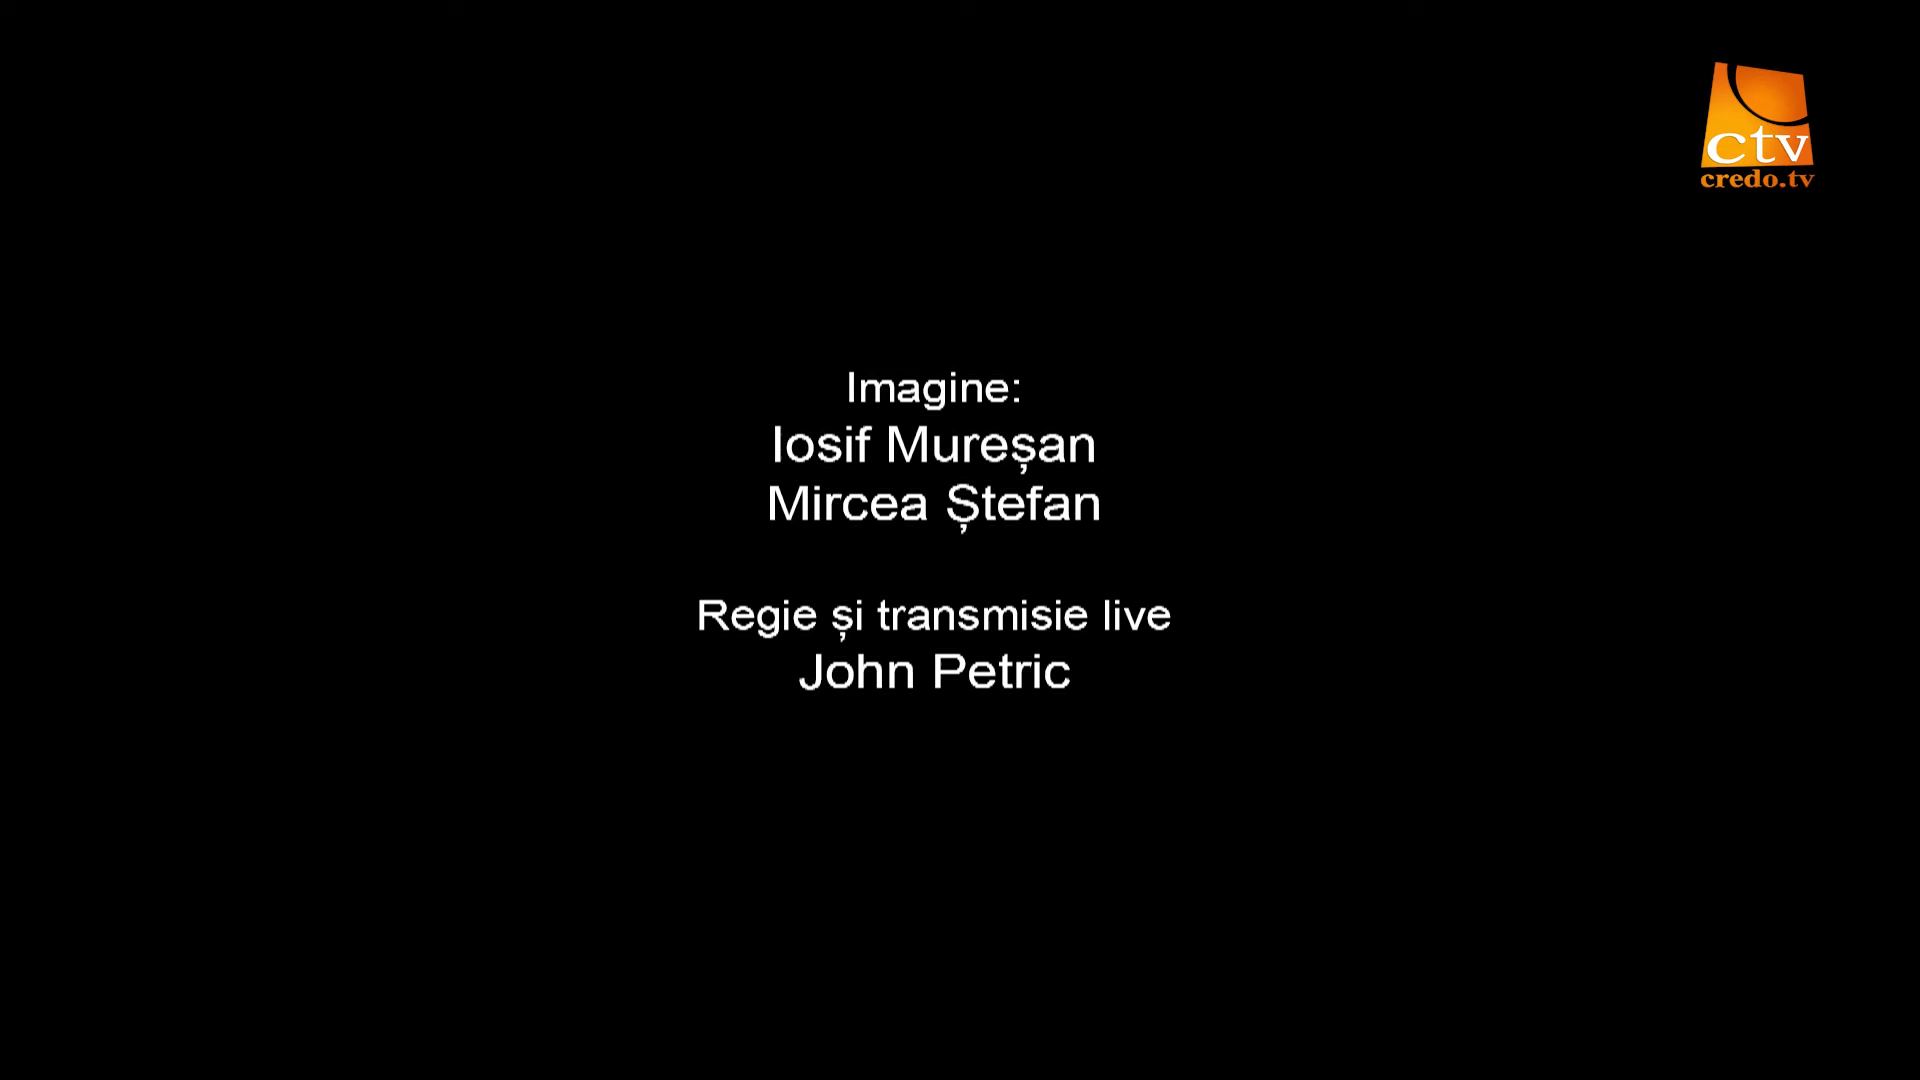 ctv
credo.tv
Imagine:
Iosif Mureșan
Mircea Ștefan
Regie și transmisie live
John Petric